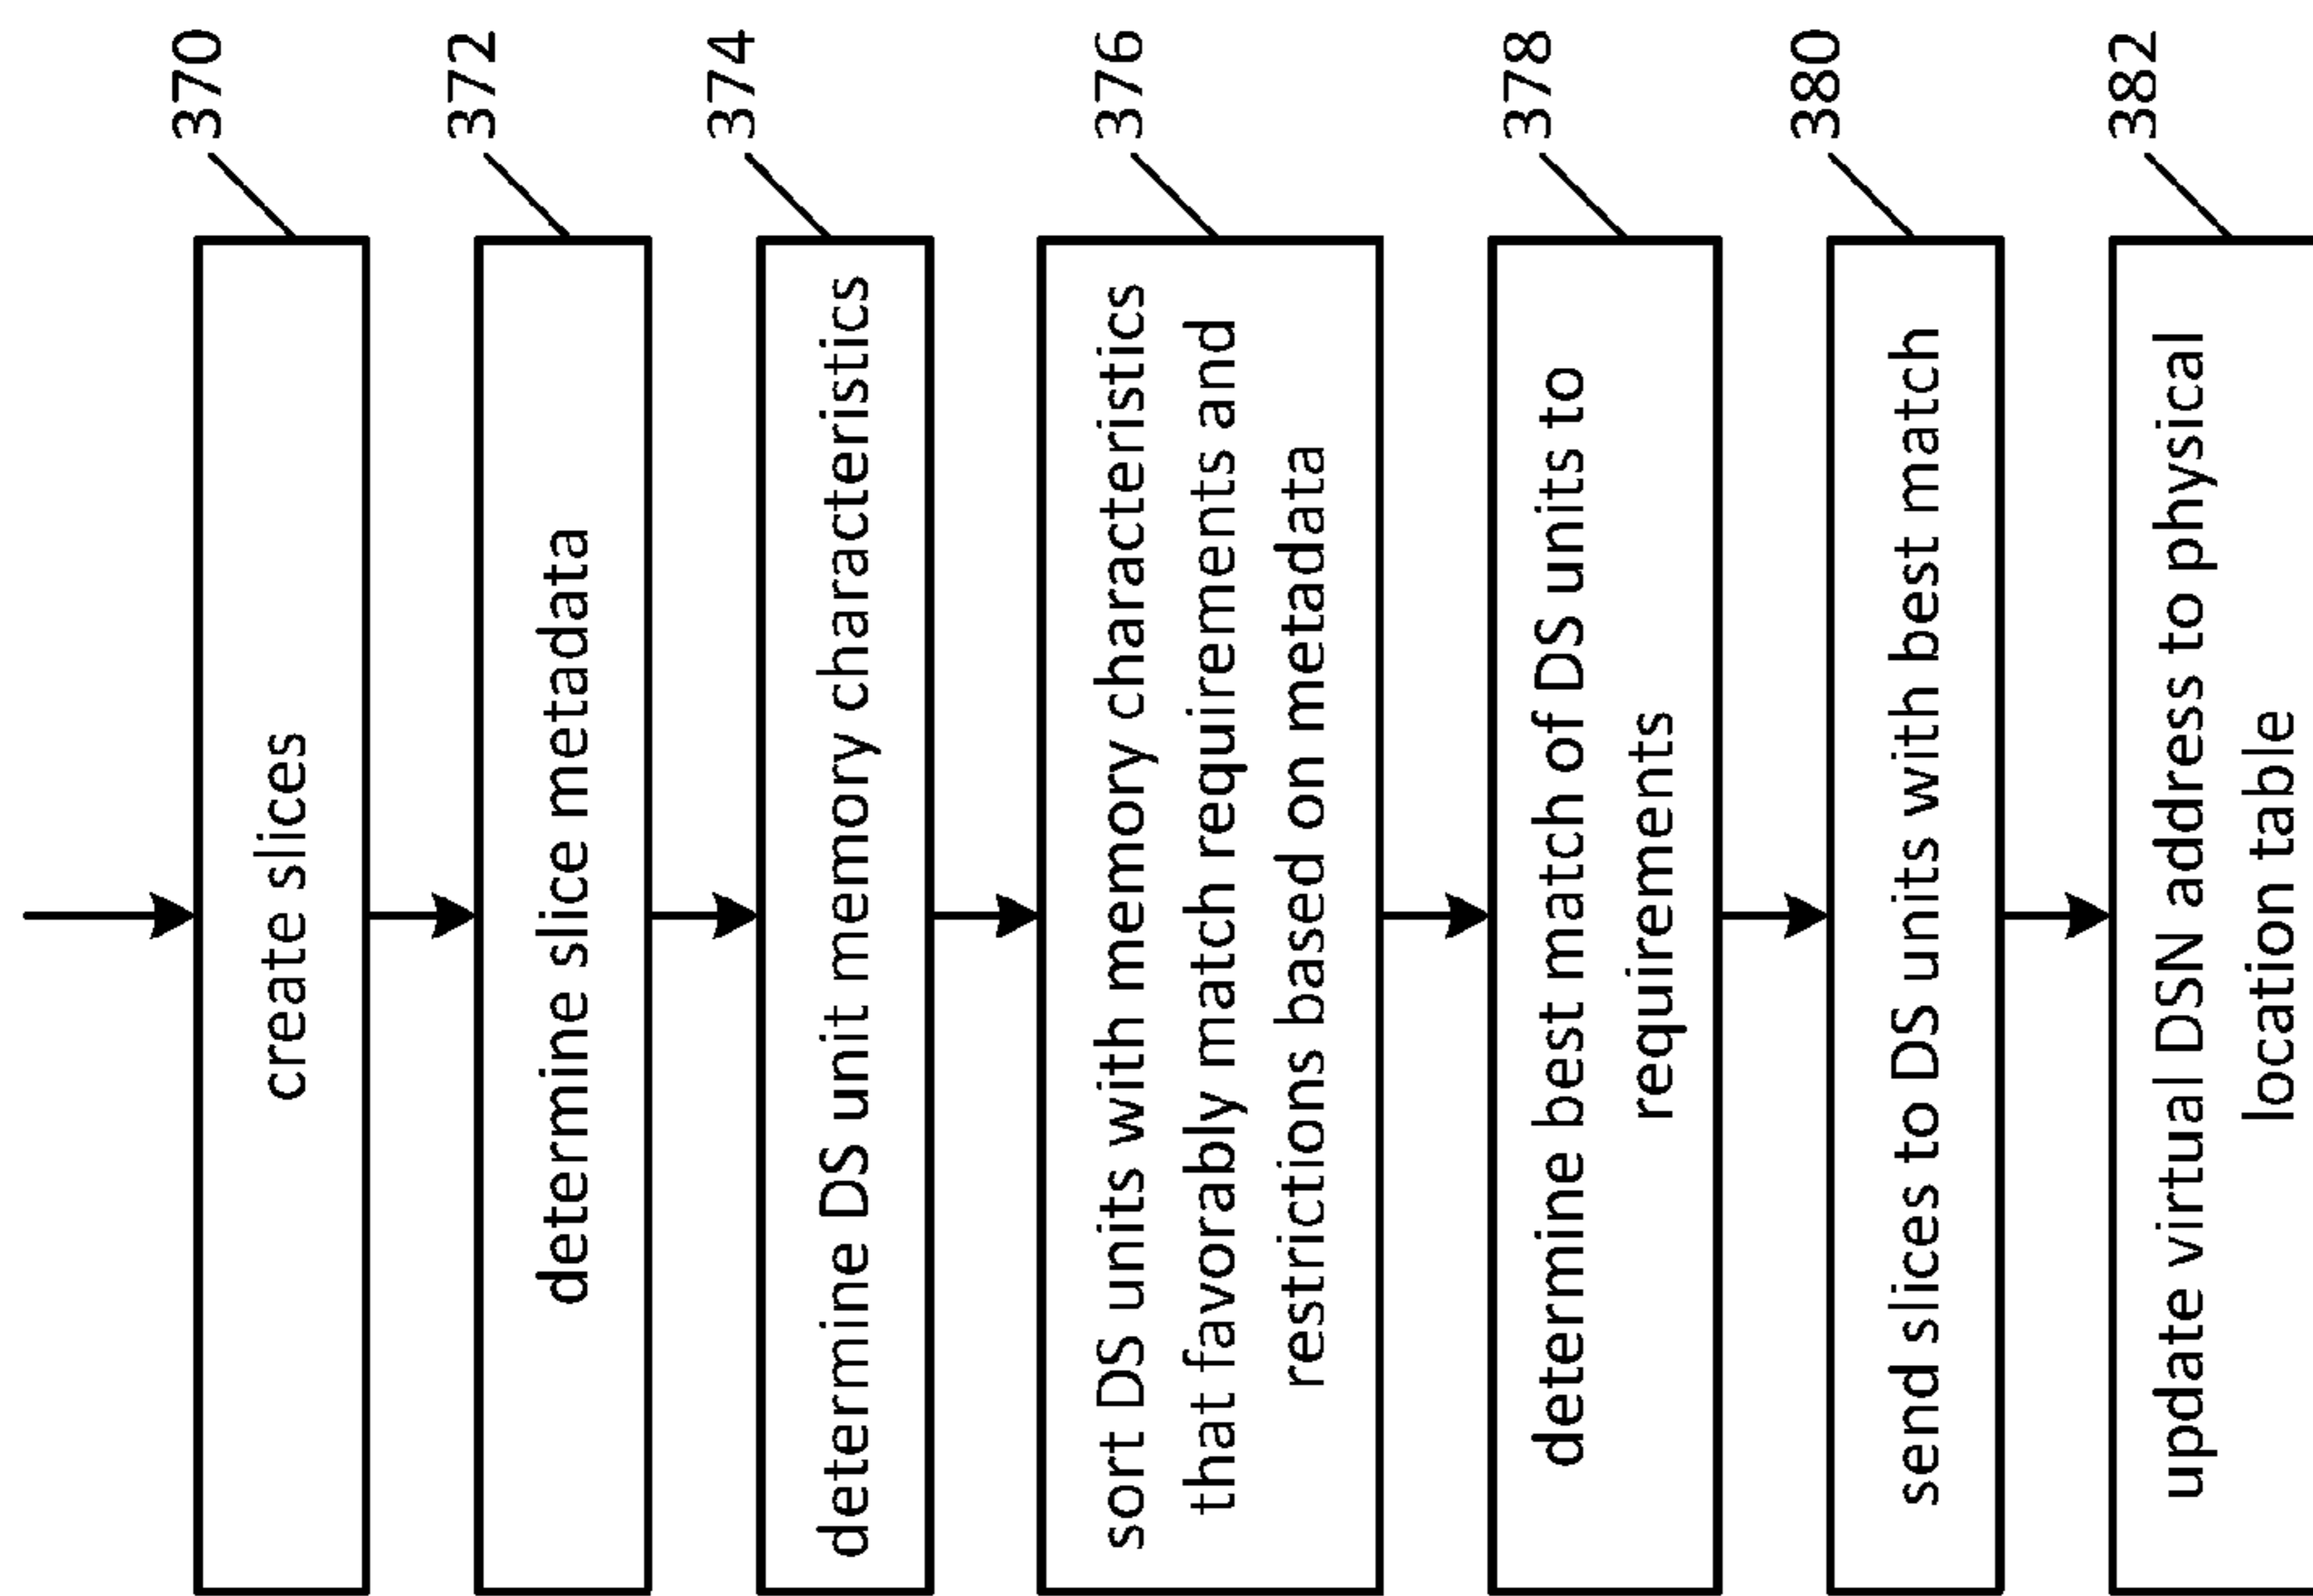 370
create slices
372
determine slice metadata
374
determine DS unit memory characteristics
376
sort DS units with memory characteristics
that favorably match requirements and
restrictions based on metadata
378
determine best match of DS units to
requirements
380
send slices to DS units with best match
382
update virtual DSN address to physical
location table